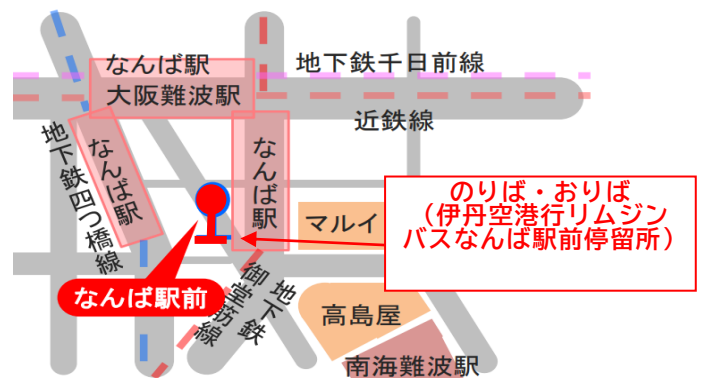 なんば駅
地下鉄千日前線
大阪難波駅
近鉄線
地下鉄四つ橋線
なんば駅
なんば駅
のりば・おりば
（伊丹空港行リムジン
バスなんば駅前停留所）
マルイ
なんば駅前
地下鉄
御堂筋線
高島屋
南海難波駅